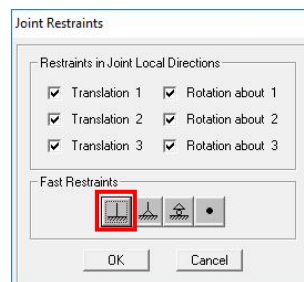 Joint Restraints
Restraints in Joint Local Directions
Translation 1 Rotation about 1
Translation 2 Rotation about 2
Translation 3 Rotation about 3
Fast Restraints
OK Cancel